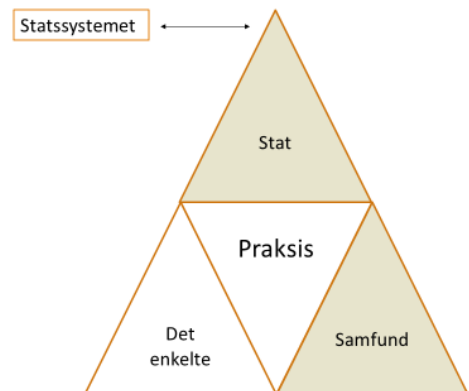 Statssystemet
Stat
Praksis
Det
enkelte
Samfund